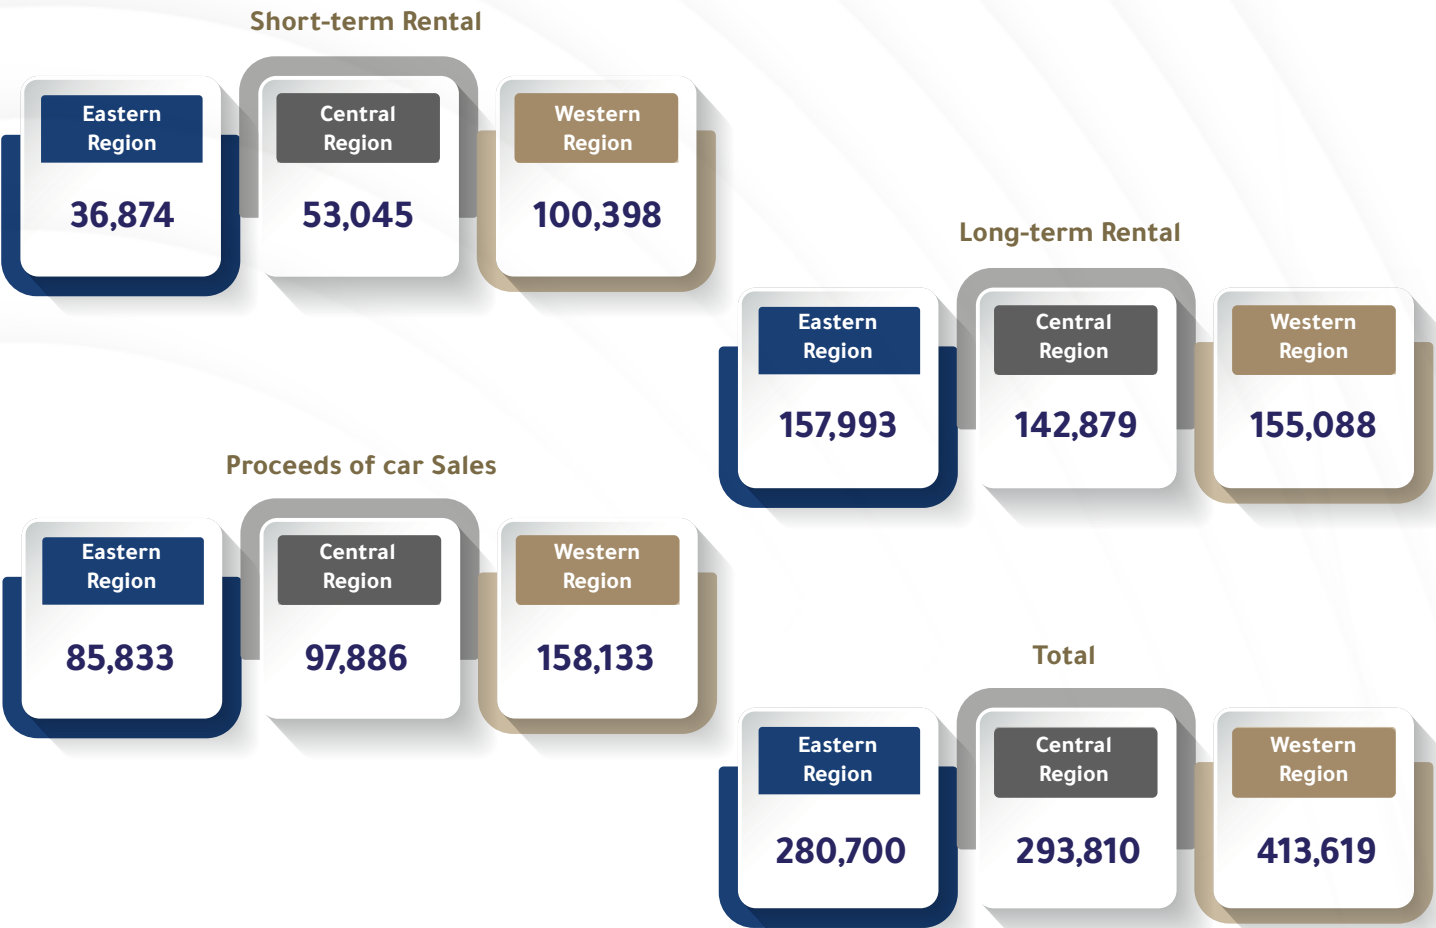 Short-term Rental
Eastern
Region
36,874
Central
Region
53,045
Western
Region
100,398
Long-term Rental
Eastern
Region
157,993
Central
Region
142,879
Western
Region
155,088
Proceeds of car Sales
Eastern
Region
85,833
Central
Region
97,886
Western
Region
158,133
Total
Eastern
Region
280,700
Central
Region
293,810
Western
Region
413,619